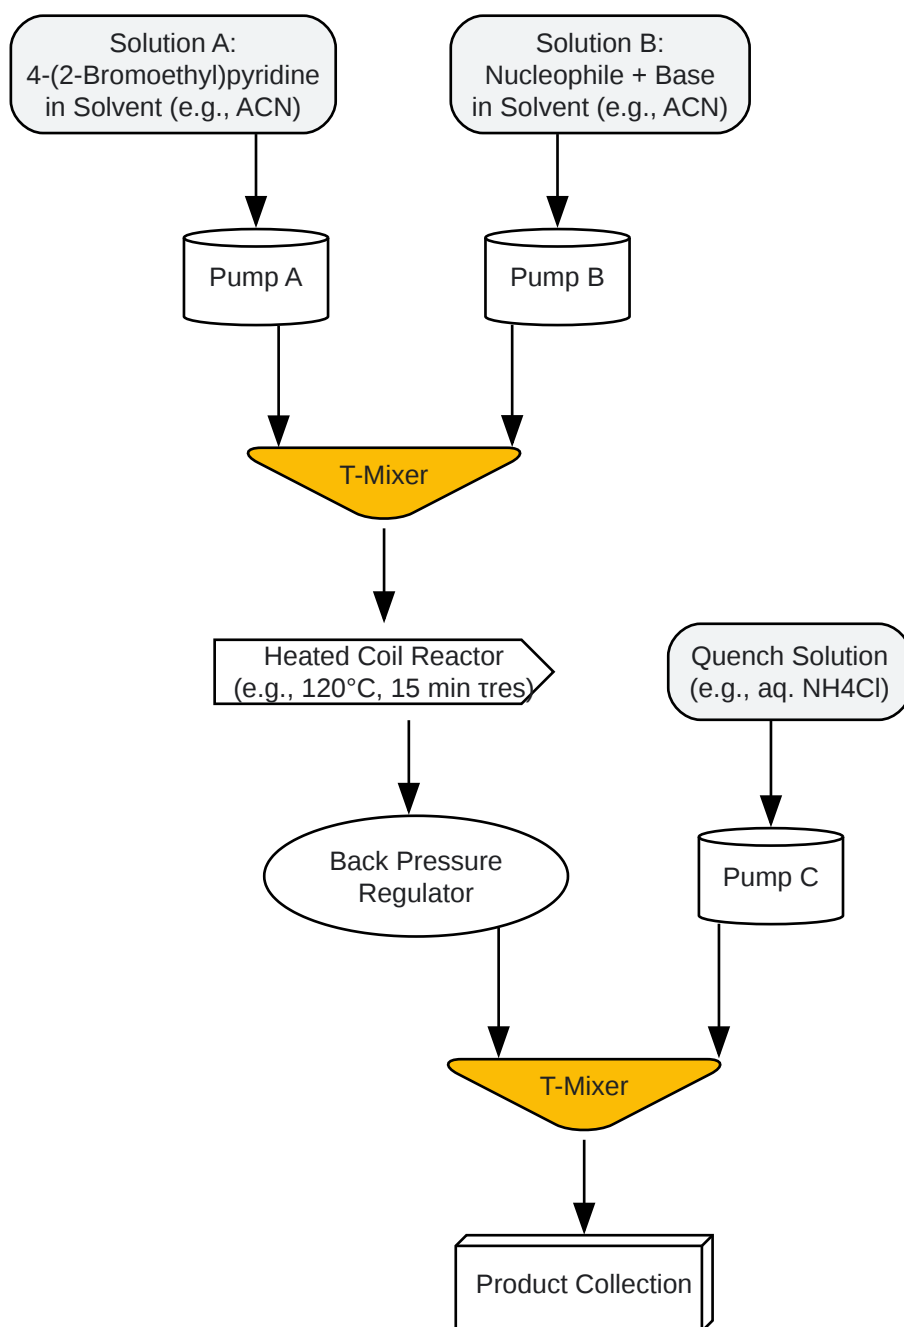 Solution A:
4-(2-Bromoethyl)pyridine
in Solvent (e.g., ACN)
Solution B:
Nucleophile + Base
in Solvent (e.g., ACN)
Pump A
Pump B
T-Mixer
Heated Coil Reactor
(e.g., 120°C, 15 min τres)
Quench Solution
(e.g., aq. NH4Cl)
Back Pressure
Regulator
Pump C
T-Mixer
Product Collection